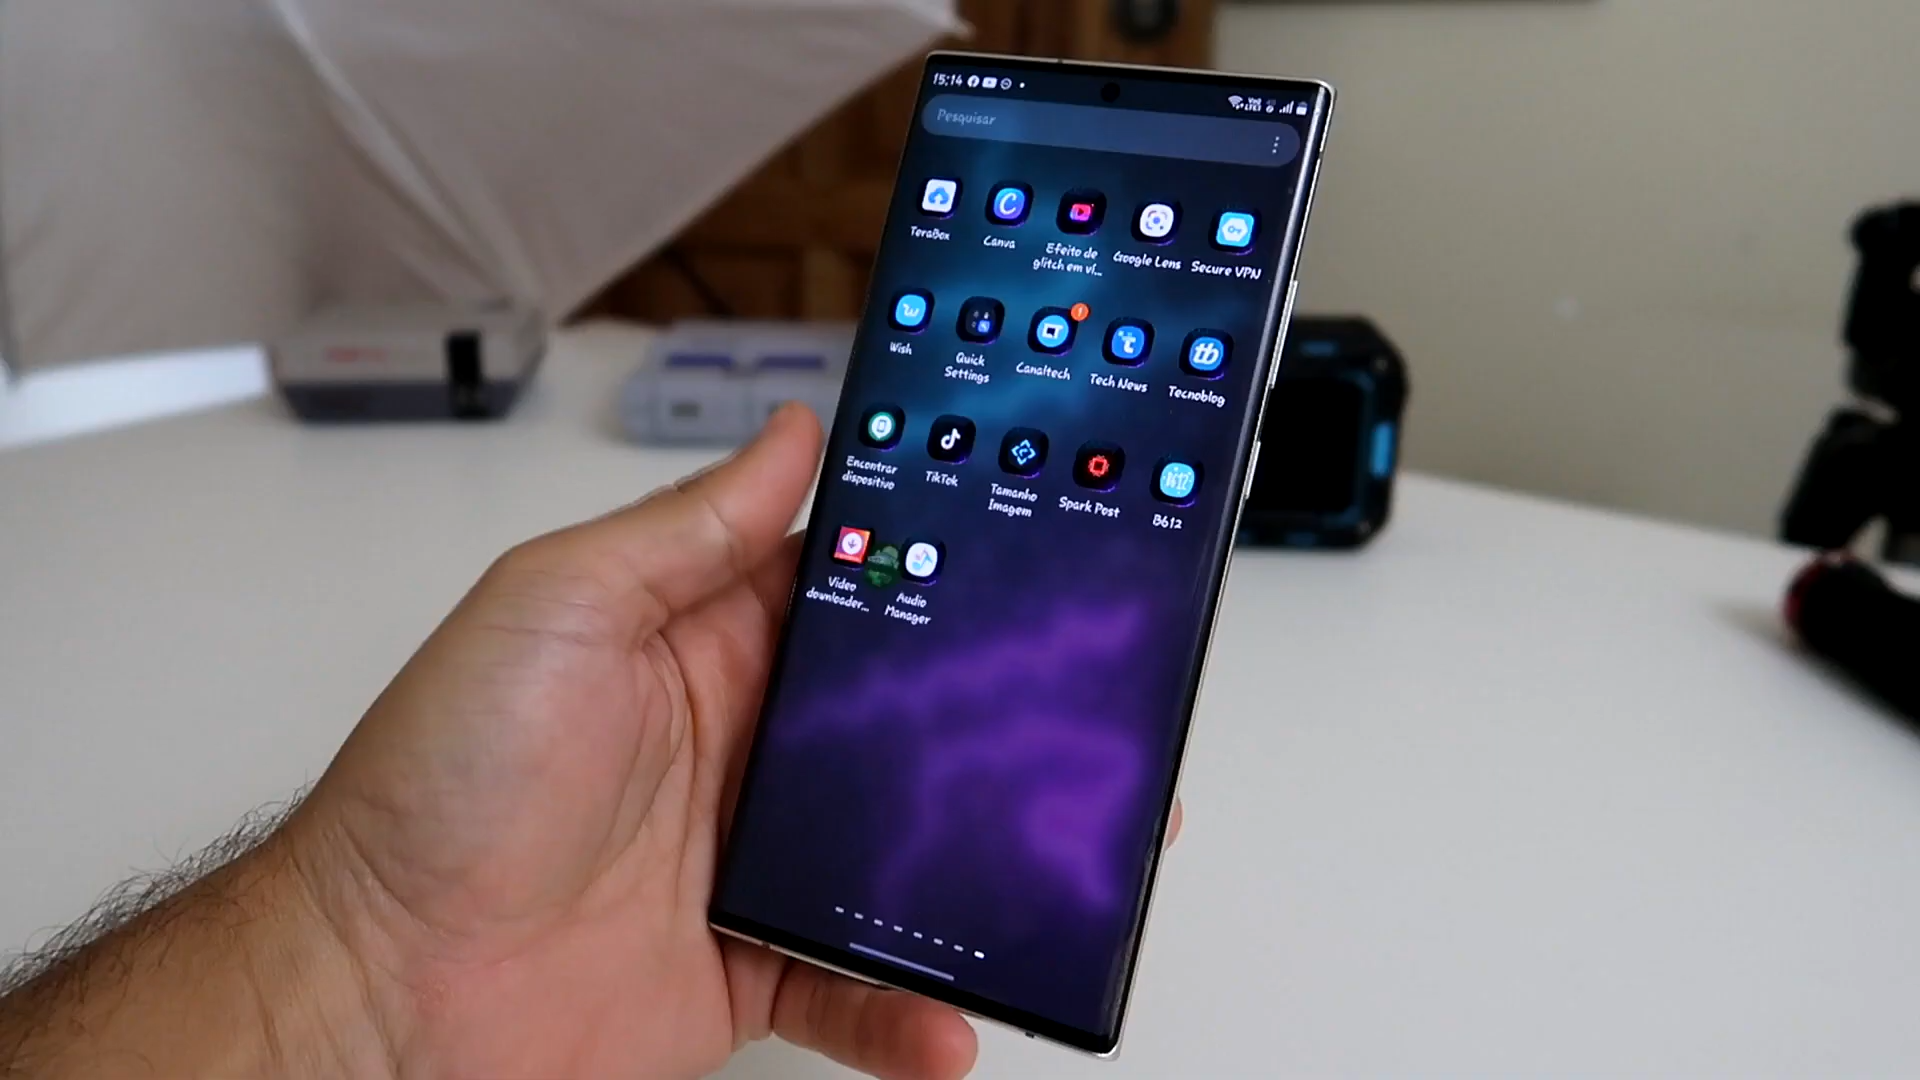 15:14
Pesquisar
TeraBox
Canva
Efeito de
glitch em ví...
Google Lens
Secure VPN
Wish
Quick
Settings
Canaltech
Tech News
Tecnoblog
Encontrar
dispositivo
TikTok
Tamanho
Imagem
Spark Post
B612
B612
Video
downloader...
Audio
Manager